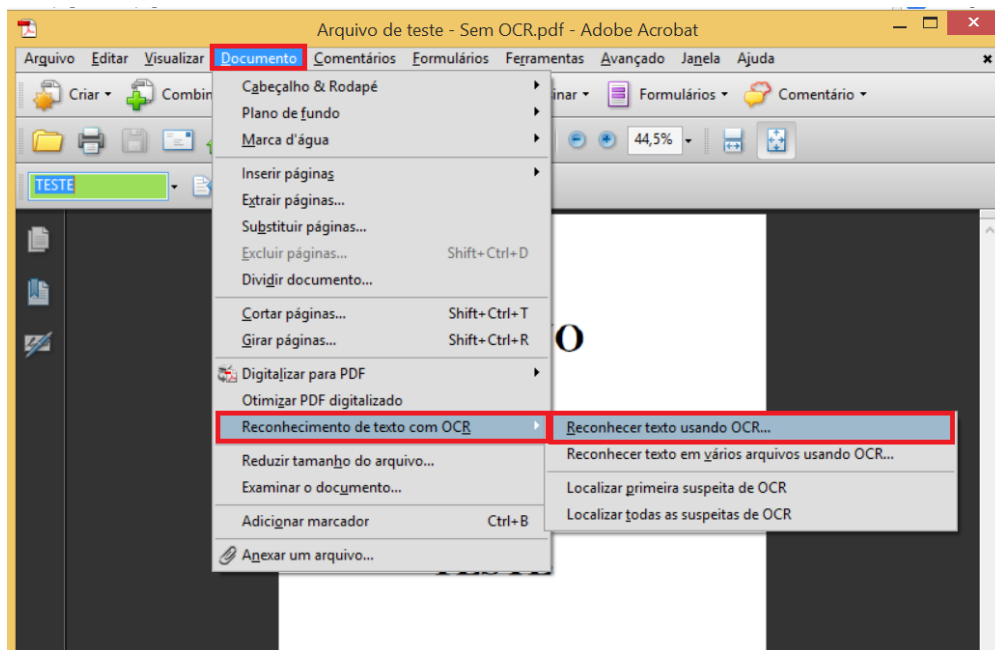 Arquivo de teste - Sem OCR.pdf - Adobe Acrobat
Arquivo Editar Visualizar Documento Comentários Formulários Ferramentas Avançado Janela Ajuda
Criar Combin inar Formulários Comentário
44,5%
TESTE
Cabeçalho & Rodapé
Plano de fundo
Marca d'água
Inserir páginas
Extrair páginas...
Substituir páginas...
Excluir páginas... Shift+Ctrl+D
Dividir documento...
Cortar páginas... Shift+Ctrl+T
Girar páginas... Shift+Ctrl+R
Digitalizar para PDF
Otimizar PDF digitalizado
Reconhecimento de texto com OCR
Reduzir tamanho do arquivo...
Examinar o documento...
Adicionar marcador Ctrl+B
Anexar um arquivo...
Reconhecer texto usando OCR...
Reconhecer texto em vários arquivos usando OCR...
Localizar primeira suspeita de OCR
Localizar todas as suspeitas de OCR
O